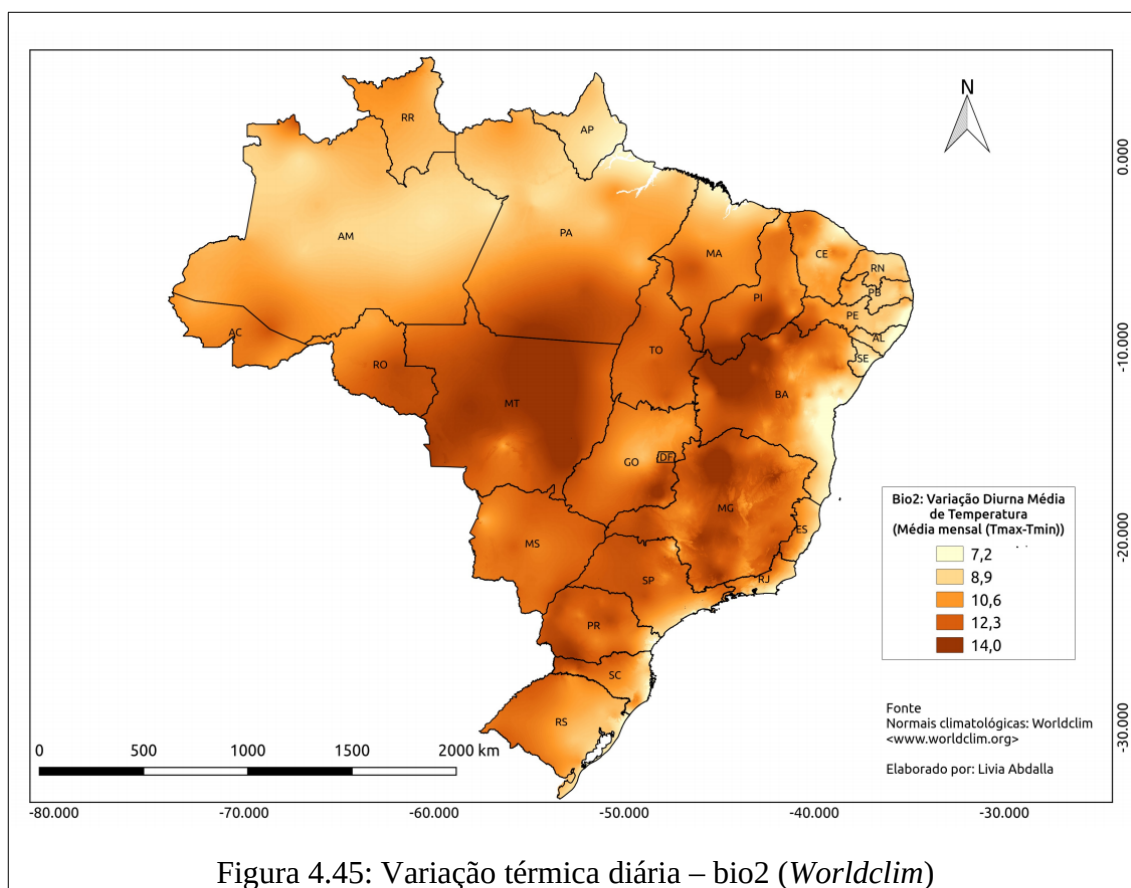 N
RR
AP
AM
PA
MA
CE
RN
PB
PI
PE
AL
SE
AC
RO
TO
BA
MT
GO
DF
MG
ES
MS
SP
RJ
PR
SC
RS
0.000
-10.000
-20.000
-30.000
Bio2: Variação Diurna Média
de Temperatura
(Média mensal (Tmax-Tmin))
7,2
8,9
10,6
12,3
14,0
Fonte
Normais climatológicas: Worldclim
<www.worldclim.org>
Elaborado por: Livia Abdalla
0 500 1000 1500 2000 km
-80.000 -70.000 -60.000 -50.000 -40.000 -30.000
Figura 4.45: Variação térmica diária – bio2 (Worldclim)